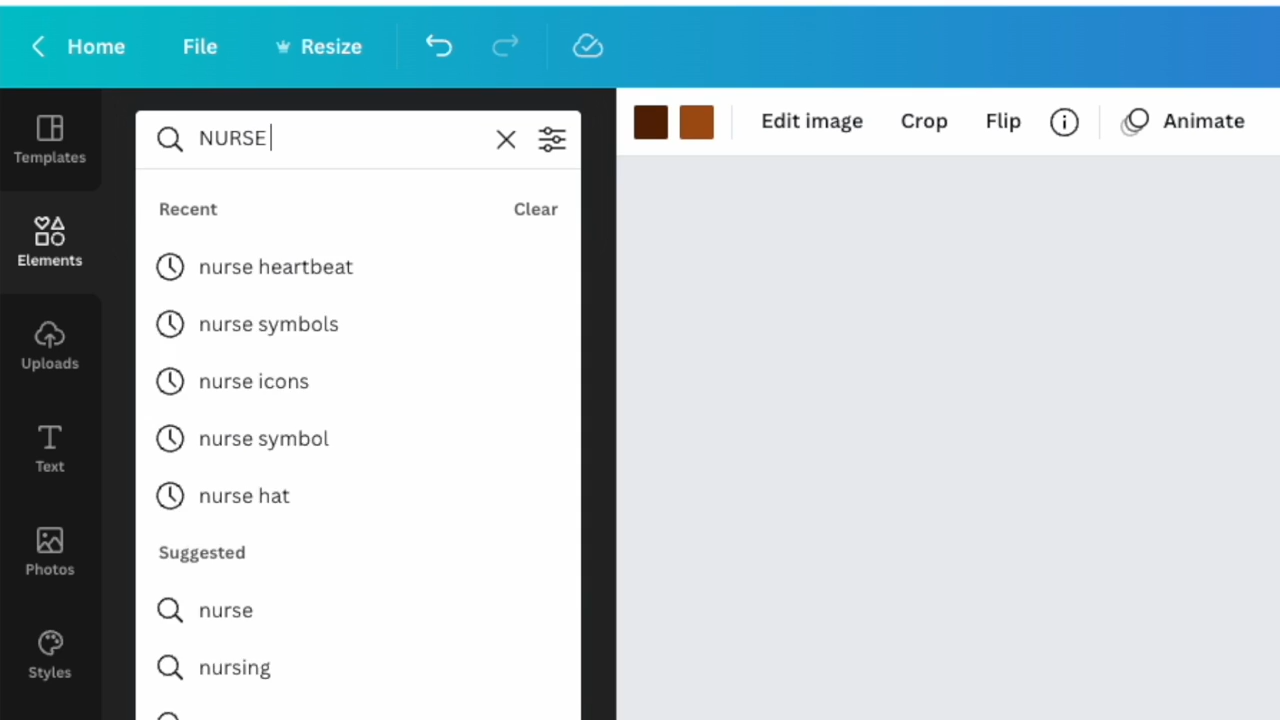 Home File Resize
Templates
Elements
Uploads
Text
Photos
Styles
NURSE
Recent Clear
nurse heartbeat
nurse symbols
nurse icons
nurse symbol
nurse hat
Suggested
nurse
nursing
Edit image Crop Flip Animate